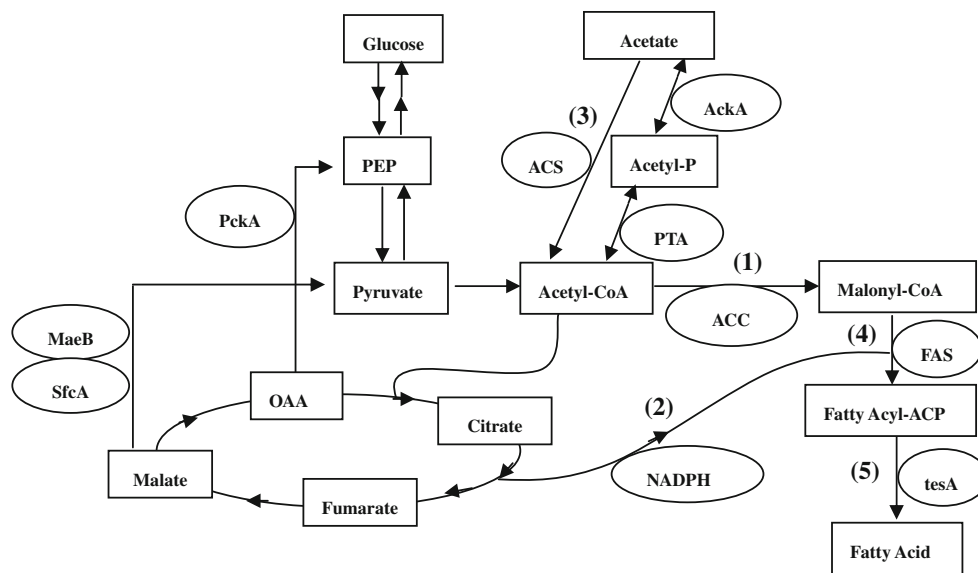 Glucose
Acetate
(3)
AckA
PEP
ACS
Acetyl-P
PckA
PTA
(1)
Pyruvate
Acetyl-CoA
Malonyl-CoA
MaeB
ACC
(4)
FAS
SfcA
OAA
(2)
Citrate
Fatty Acyl-ACP
Malate
NADPH
(5)
tesA
Fumarate
Fatty Acid